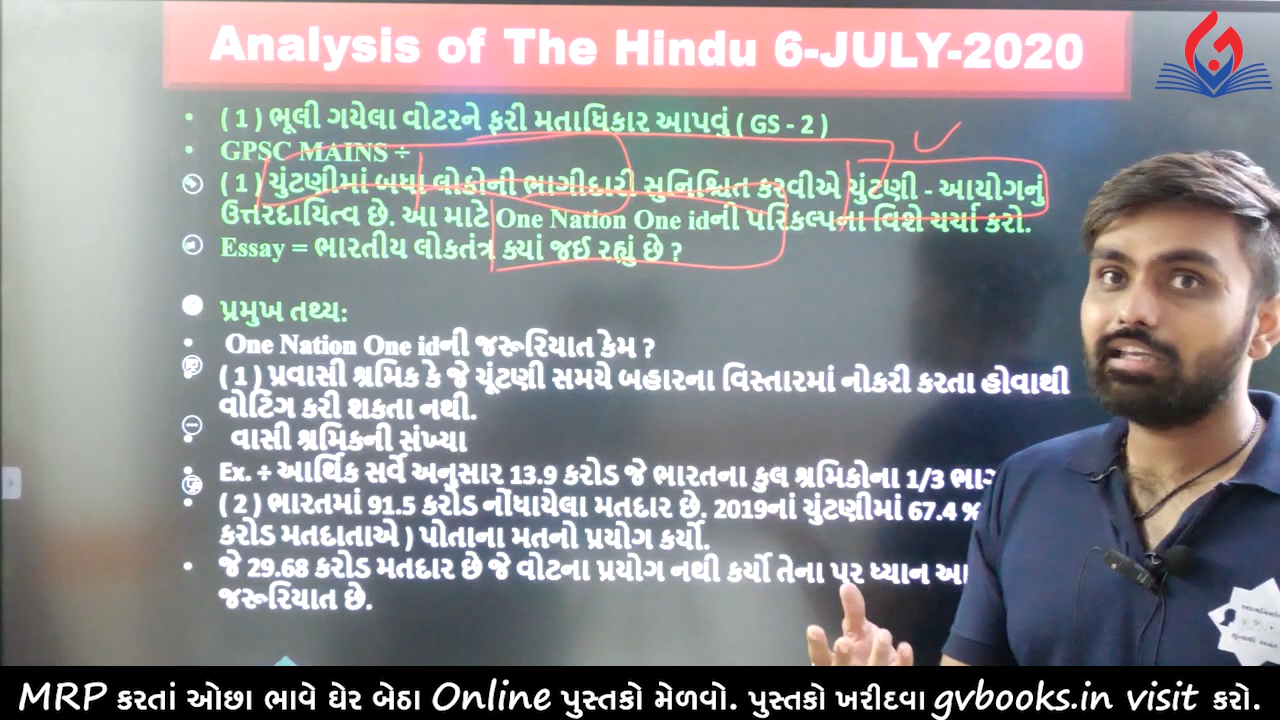 Analysis of The Hindu 6-JULY-2020
( 1 ) ભૂલી ગયેલા વોટરને ફરી મતાધિકાર આપવું ( GS - 2 )
GPSC MAINS ÷
( 1 ) ચુંટણીમાં બધા લોકોની ભાગીદારી સુનિશ્ચિત કરવીએ ચુંટણી - આયોગનું
ઉત્તરદાયિત્વ છે. આ માટે One Nation One idની પરિકલ્પના વિશે ચર્ચા કરો.
Essay = ભારતીય લોકતંત્ર ક્યાં જઈ રહ્યું છે ?
પ્રમુખ તથ્ય:
One Nation One idની જરૂરિયાત કેમ ?
( 1 ) પ્રવાસી શ્રમિક કે જે ચૂંટણી સમયે બહારના વિસ્તારમાં નોકરી કરતા હોવાથી
વોટિંગ કરી શકતા નથી.
વાસી શ્રમિકની સંખ્યા
Ex. ÷ આર્થિક સર્વે અનુસાર 13.9 કરોડ જે ભારતના કુલ શ્રમિકોના 1/3 ભાગ
( 2 ) ભારતમાં 91.5 કરોડ નોંધાયેલા મતદાર છે. 2019નાં ચુંટણીમાં 67.4 %
કરોડ મતદાતાએ ) પોતાના મતનો પ્રયોગ કર્યો.
જે 29.68 કરોડ મતદાર છે જે વોટના પ્રયોગ નથી કર્યો તેના પર ધ્યાન આ
જરૂરિયાત છે.
MRP કરતાં ઓછા ભાવે ઘેર બેઠા Online પુસ્તકો મેળવો. પુસ્તકો ખરીદવા gvbooks.in visit કરો.